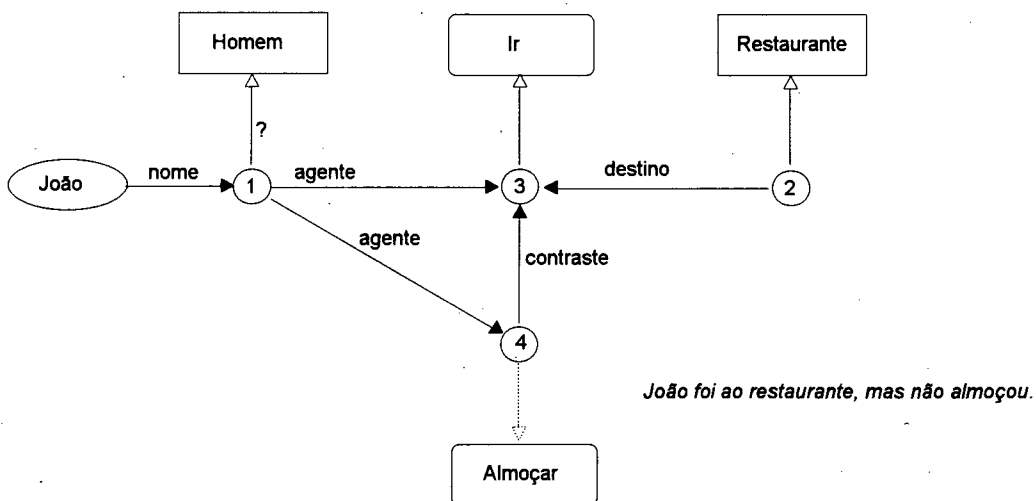 Homem
Ir
Restaurante
?
João
nome
1
agente
3
destino
2
agente
contraste
4
João foi ao restaurante, mas não almoçou.
Almoçar